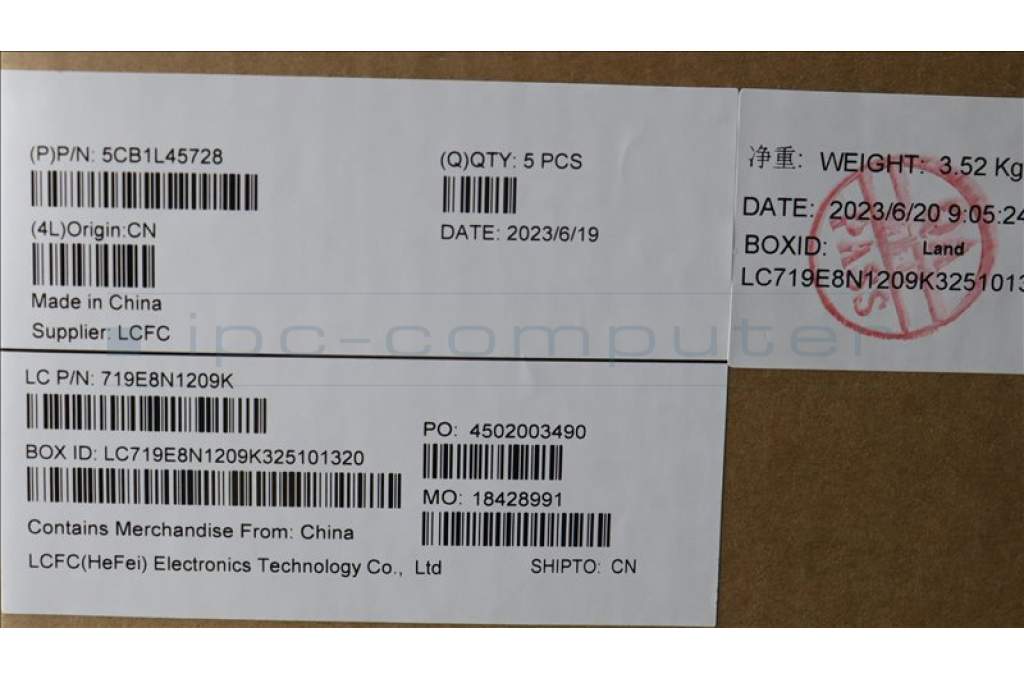 (P)P/N: 5CB1L45728
(Q)QTY: 5 PCS
(4L)Origin:CN
DATE: 2023/6/19
Made in China
Supplier: LCFC
净重: WEIGHT: 3.52 Kg
DATE: 2023/6/20 9:05:24
BOXID: Land
LC719E8N1209K3251013
PASS
ipc-computer
LC P/N: 719E8N1209K
BOX ID: LC719E8N1209K325101320
Contains Merchandise From: China
LCFC(HeFei) Electronics Technology Co., Ltd
PO: 4502003490
MO: 18428991
SHIPTO: CN